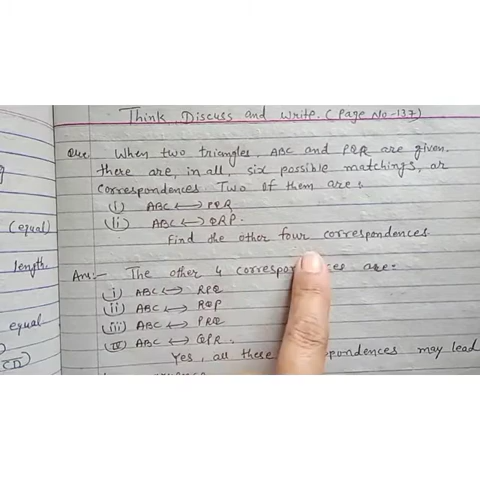 Think, Discuss and Write. (Page No-137)
Que. When two triangles ABC and PQR are given.
there are, in all, six possible matchings, or
correspondences Two of them are:
(i) ABC ⟷ PQR
(ii) ABC ⟷ QRP.
Find the other four correspondences
(equal)
length.
Ans:- The other 4 are:
(i) ABC ⟷ RPQ
(ii) ABC ⟷ RQP
equal
(iii) ABC ⟷ PRQ
(iv) ABC ⟷ QPR.
Yes, all these may lead